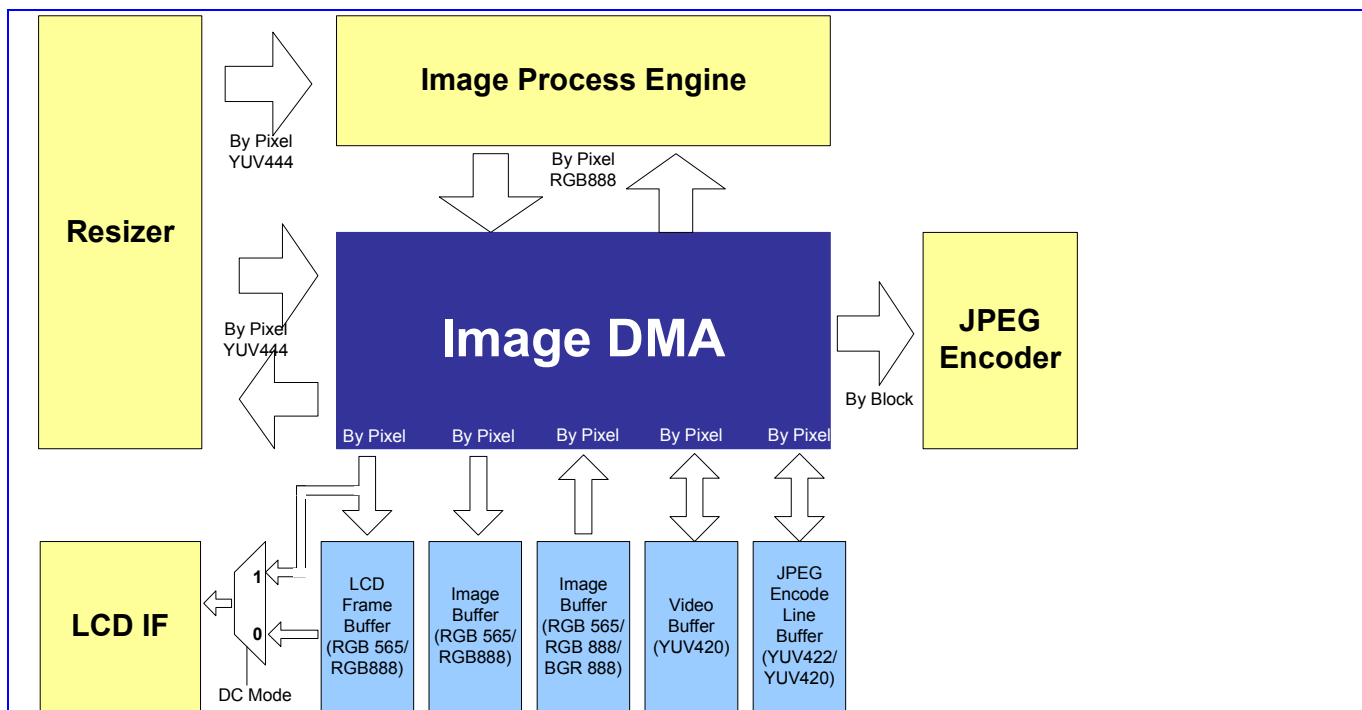 Image Process Engine
By Pixel
YUV444
By Pixel
RGB888
Resizer
By Pixel
YUV444
Image DMA
JPEG
Encoder
By Block
By Pixel
By Pixel
By Pixel
By Pixel
By Pixel
LCD IF
1
0
DC Mode
LCD
Frame
Buffer
(RGB 565/
RGB888)
Image
Buffer
(RGB 565/
RGB888)
Image
Buffer
(RGB 565/
RGB 888/
BGR 888)
Video
Buffer
(YUV420)
JPEG
Encode
Line
Buffer
(YUV422/
YUV420)